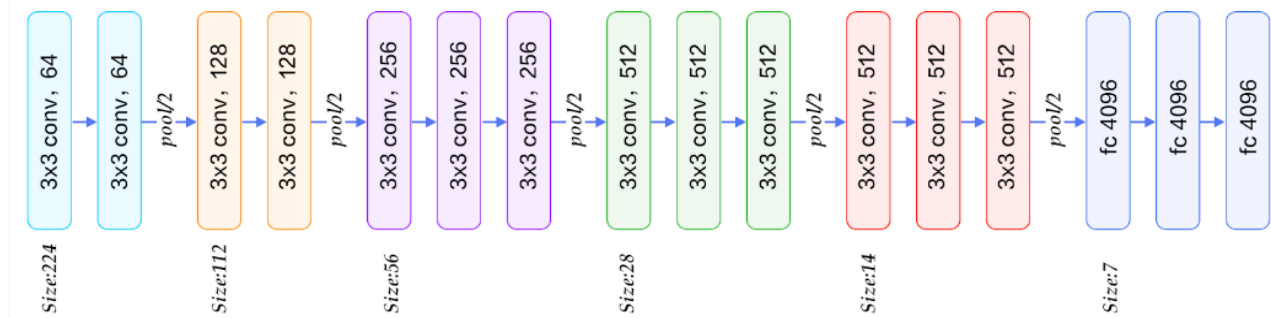 3x3 conv, 64
3x3 conv, 64
pool/2
3x3 conv, 128
3x3 conv, 128
pool/2
3x3 conv, 256
3x3 conv, 256
3x3 conv, 256
pool/2
3x3 conv, 512
3x3 conv, 512
3x3 conv, 512
pool/2
3x3 conv, 512
3x3 conv, 512
3x3 conv, 512
pool/2
fc 4096
fc 4096
fc 4096
Size:224
Size:112
Size:56
Size:28
Size:14
Size:7